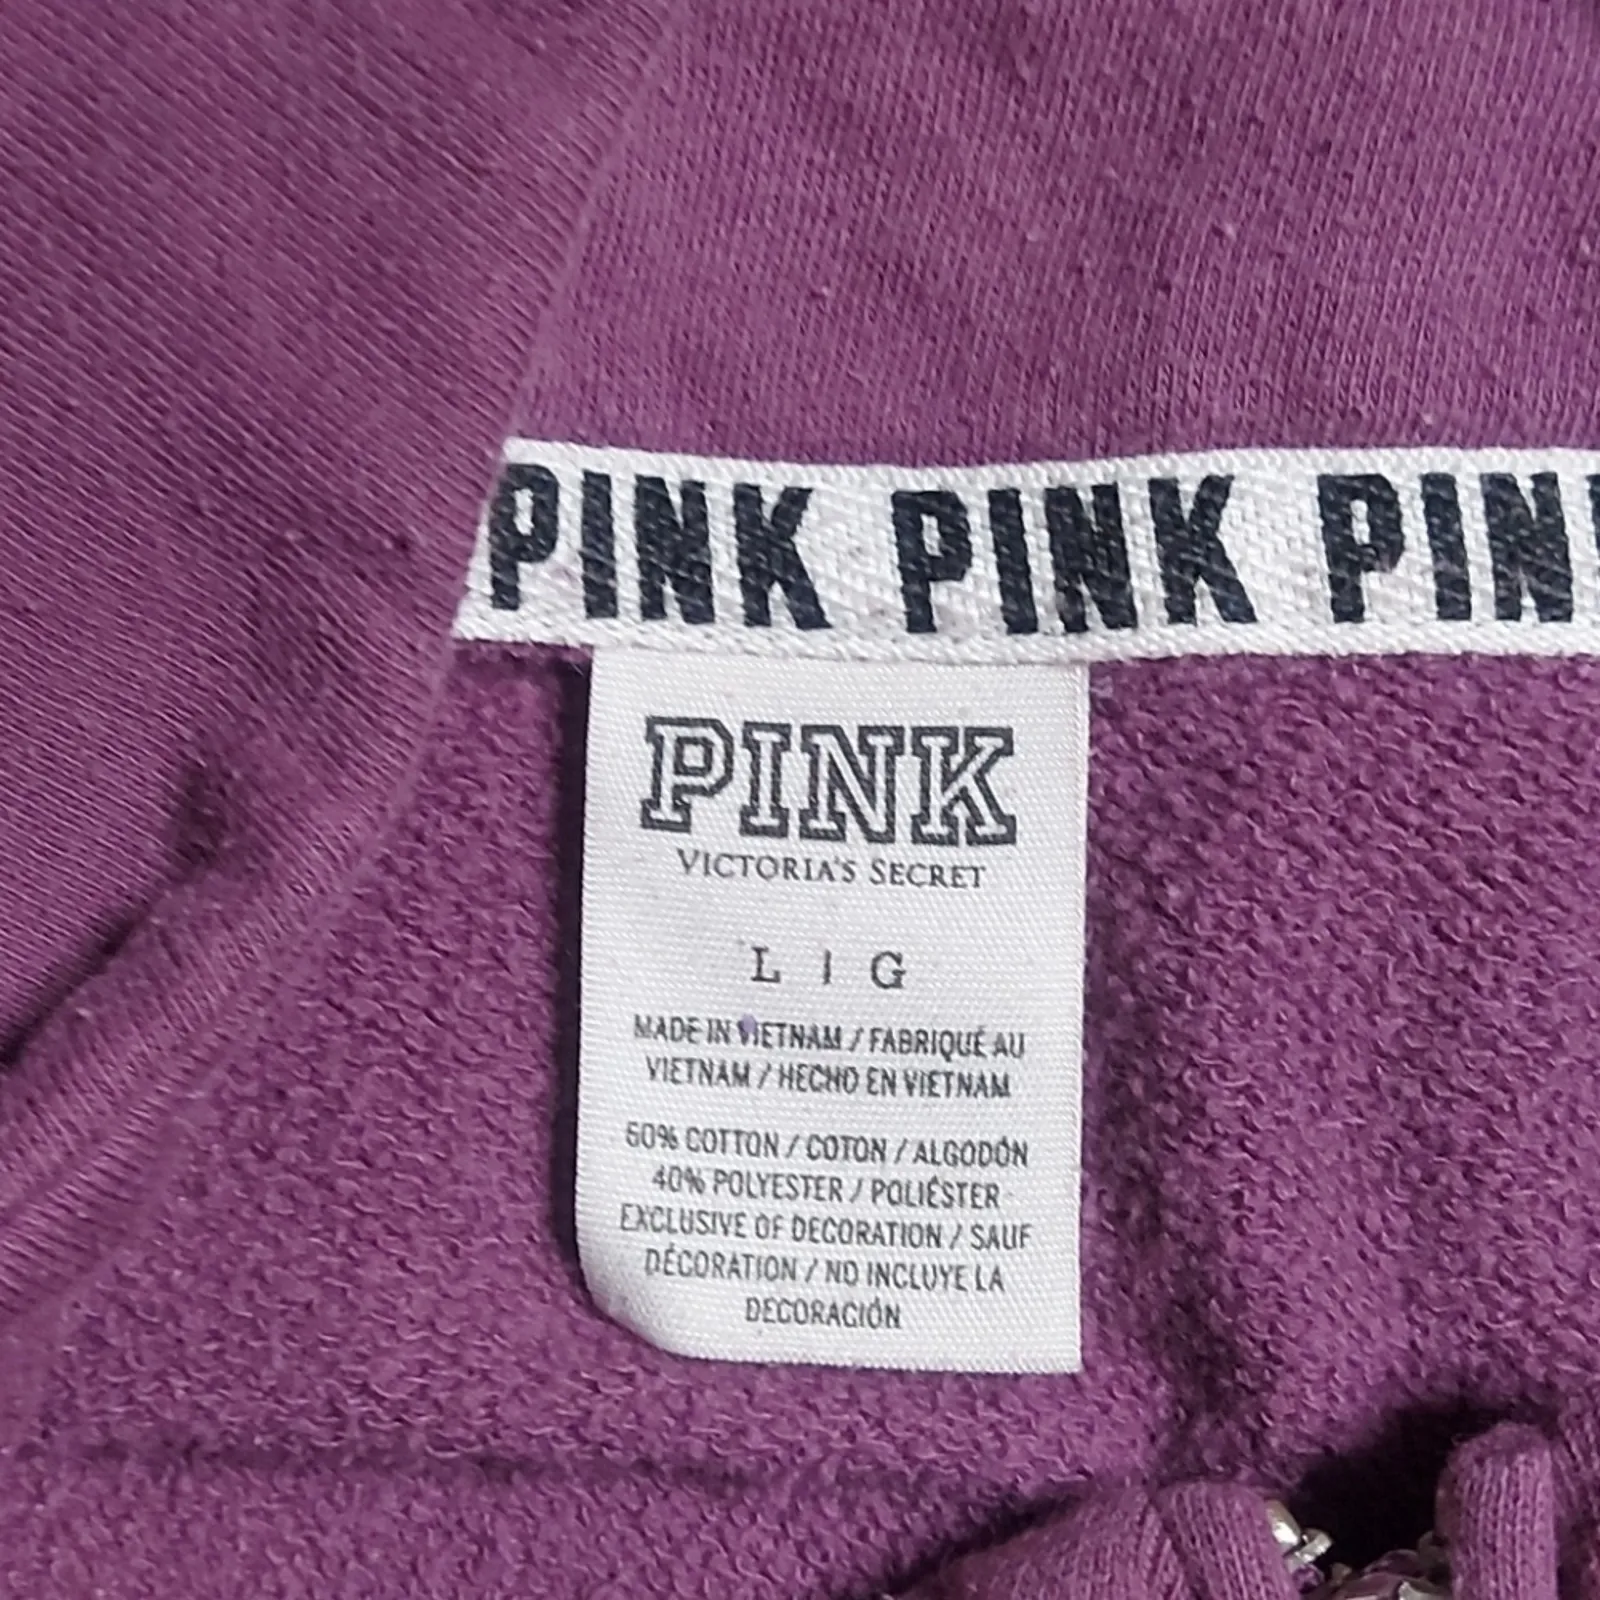 PINK PINK PIN
PINK
VICTORIA'S SECRET
L | G
MADE IN VIETNAM / FABRIQUÉ AU
VIETNAM / HECHO EN VIETNAM
60% COTTON / COTON / ALGODÓN
40% POLYESTER / POLIÉSTER
EXCLUSIVE OF DECORATION / SAUF
DÉCORATION / NO INCLUYE LA
DECORACIÓN